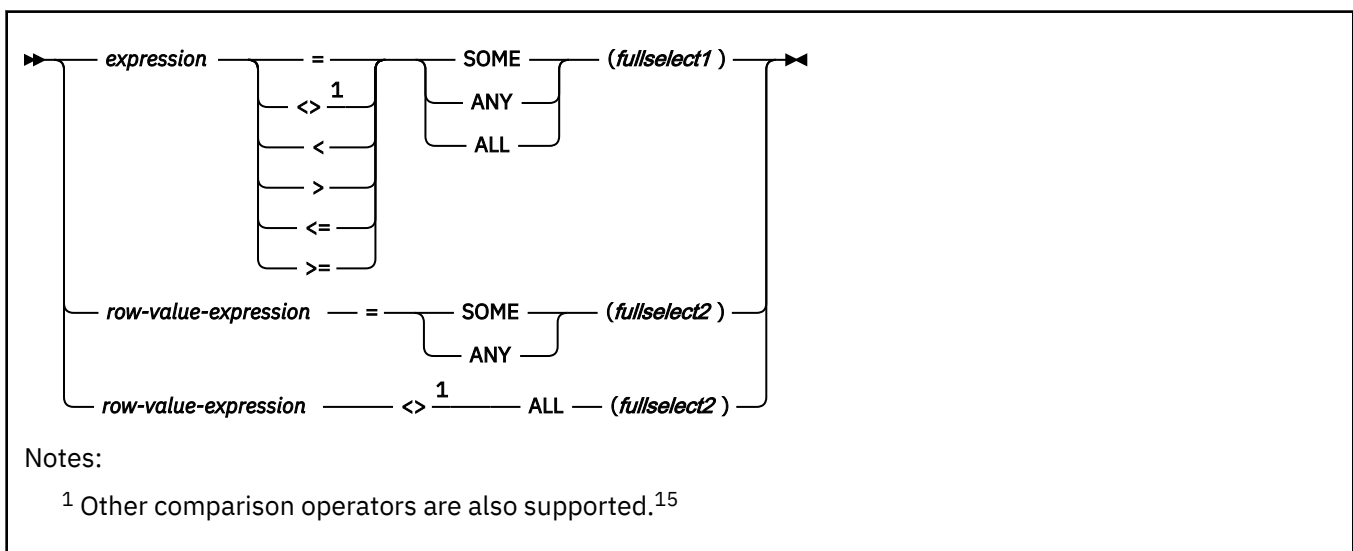 expression = SOME (fullselect1 )
<> 1 ANY
< ALL
>
<=
>=
row-value-expression = SOME (fullselect2 )
ANY
row-value-expression <> 1 ALL (fullselect2 )
Notes:
1 Other comparison operators are also supported.15